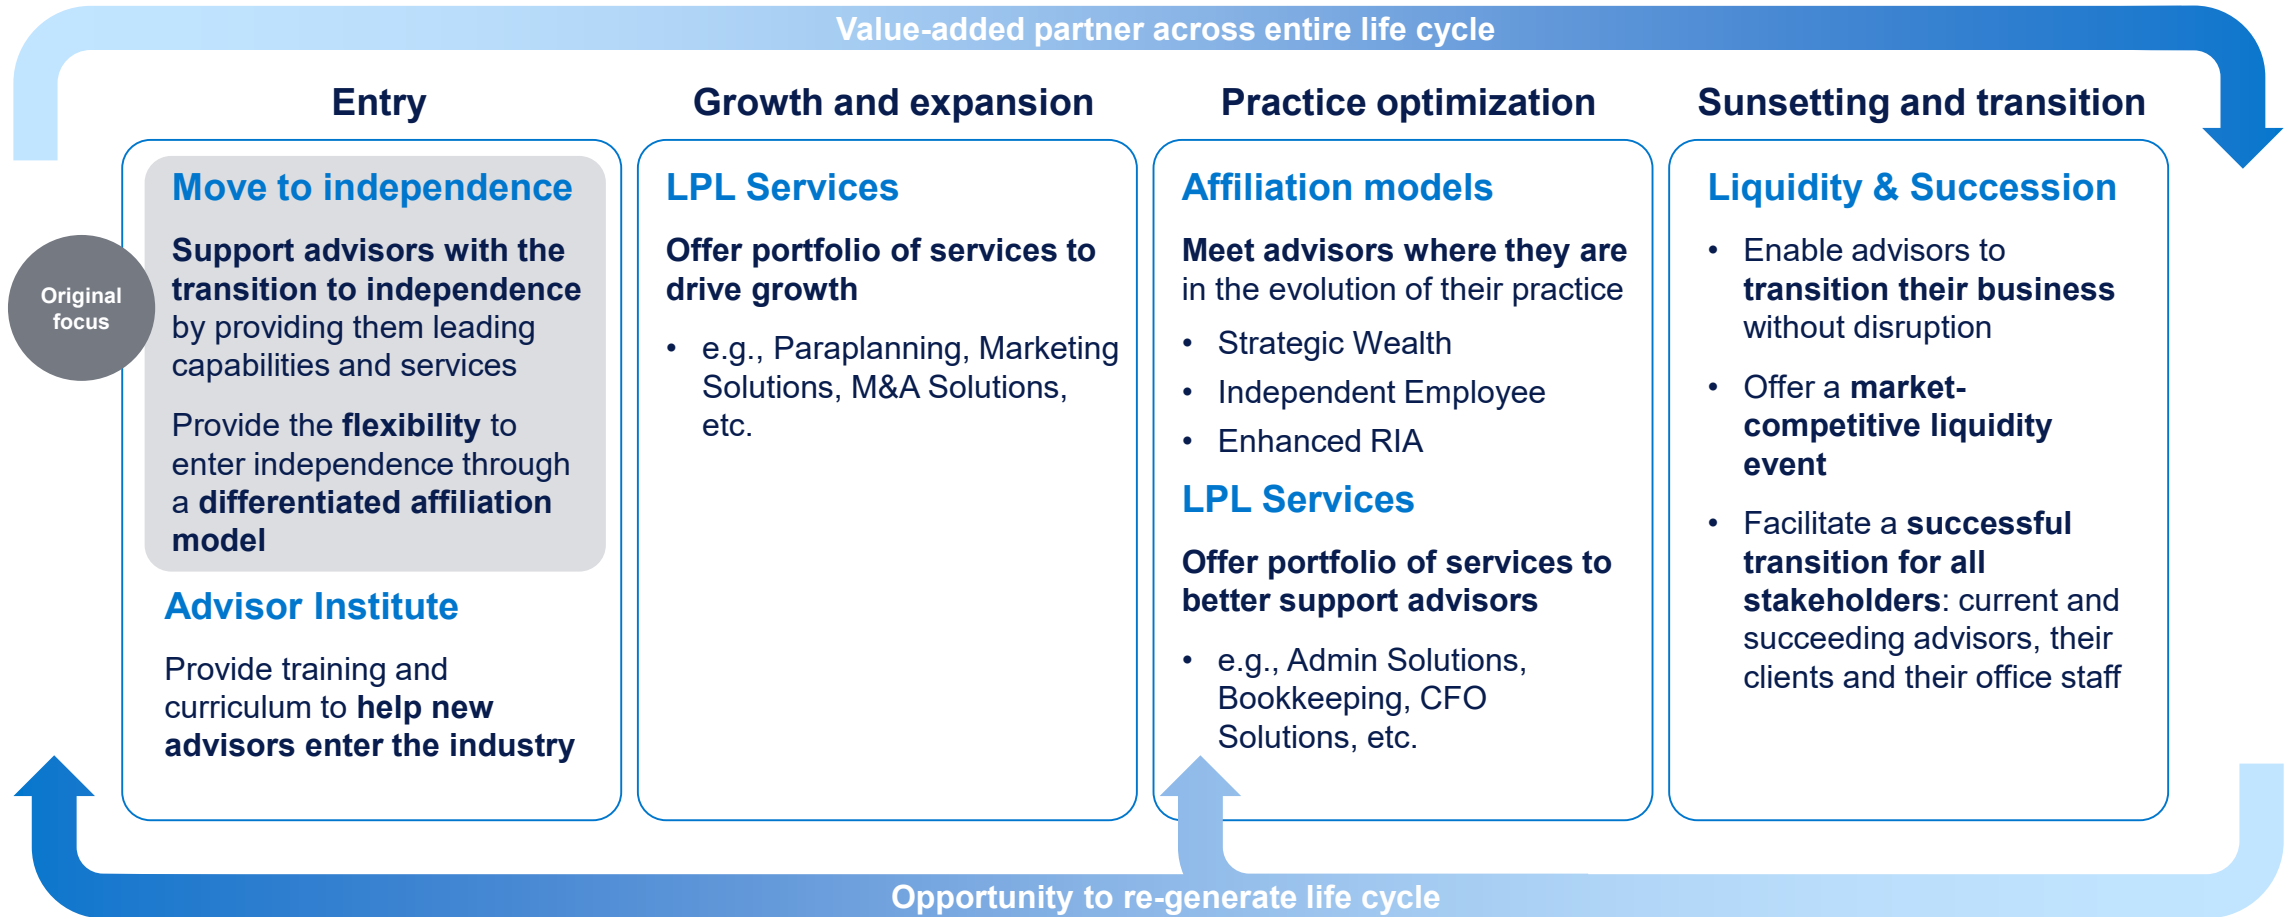 Value-added partner across entire life cycle
Entry
Growth and expansion
Practice optimization
Sunsetting and transition
Original
focus
Move to independence
Support advisors with the
transition to independence
by providing them leading
capabilities and services
Provide the flexibility to
enter independence through
a differentiated affiliation
model
Advisor Institute
Provide training and
curriculum to help new
advisors enter the industry
LPL Services
Offer portfolio of services to
drive growth
• e.g., Paraplanning, Marketing
Solutions, M&A Solutions,
etc.
Affiliation models
Meet advisors where they are
in the evolution of their practice
• Strategic Wealth
• Independent Employee
• Enhanced RIA
LPL Services
Offer portfolio of services to
better support advisors
• e.g., Admin Solutions,
Bookkeeping, CFO
Solutions, etc.
Liquidity & Succession
• Enable advisors to
transition their business
without disruption
• Offer a market-
competitive liquidity
event
• Facilitate a successful
transition for all
stakeholders: current and
succeeding advisors, their
clients and their office staff
Opportunity to re-generate life cycle